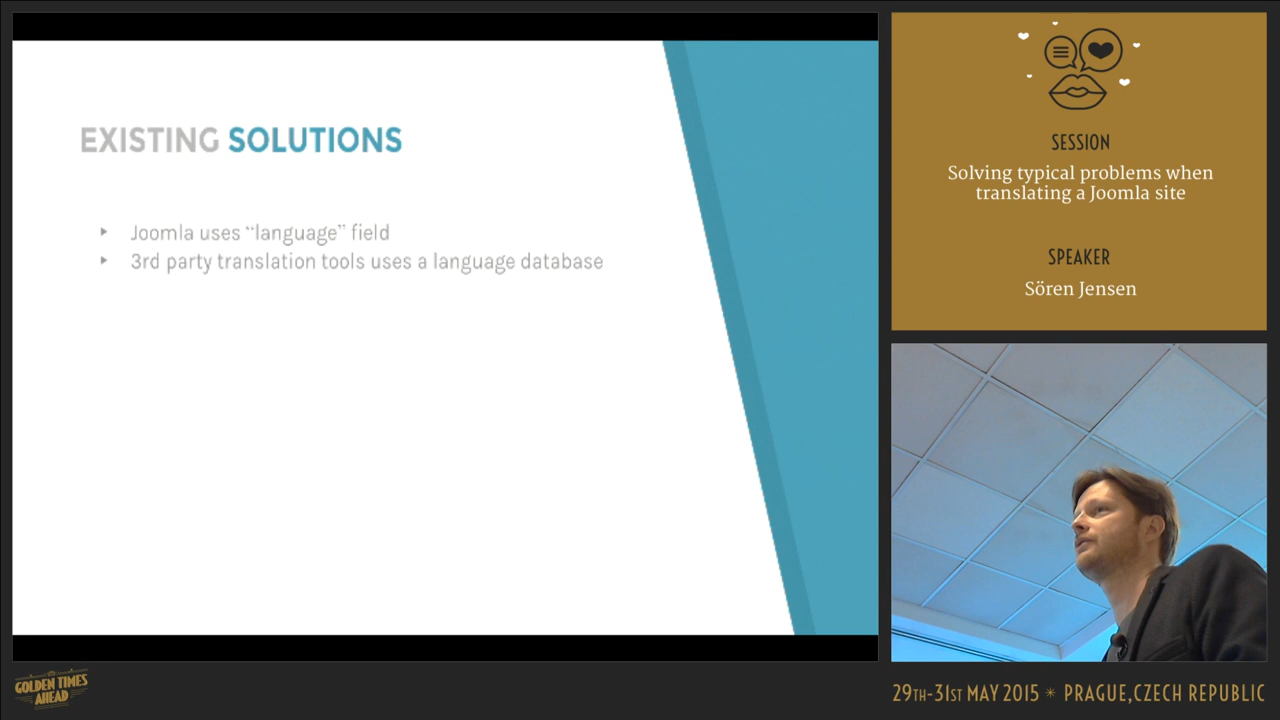 EXISTING SOLUTIONS
Joomla uses “language” field
3rd party translation tools uses a language database
SESSION
Solving typical problems when
translating a Joomla site
SPEAKER
Sören Jensen
GOLDEN TIMES
AHEAD
29TH-31ST MAY 2015 * PRAGUE,CZECH REPUBLIC